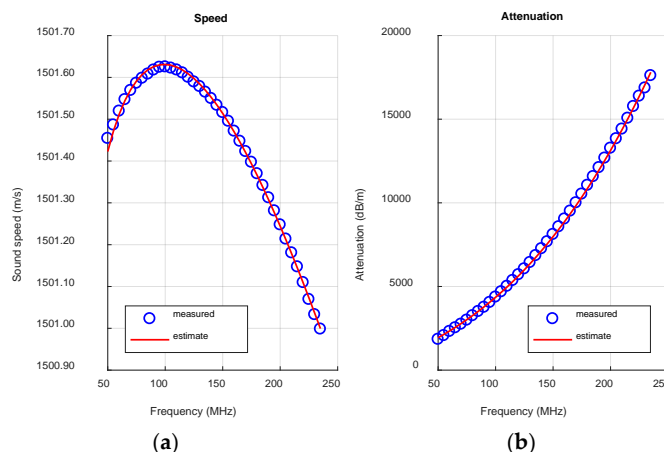 Speed
1501.70
1501.60
1501.50
1501.40
1501.30
1501.20
1501.10
1501.00
1500.90
Sound speed (m/s)
measured
estimate
50 100 150 200 250
Frequency (MHz)
(a)
Attenuation
20000
15000
10000
5000
0
Attenuation (dB/m)
measured
estimate
50 100 150 200 250
Frequency (MHz)
(b)